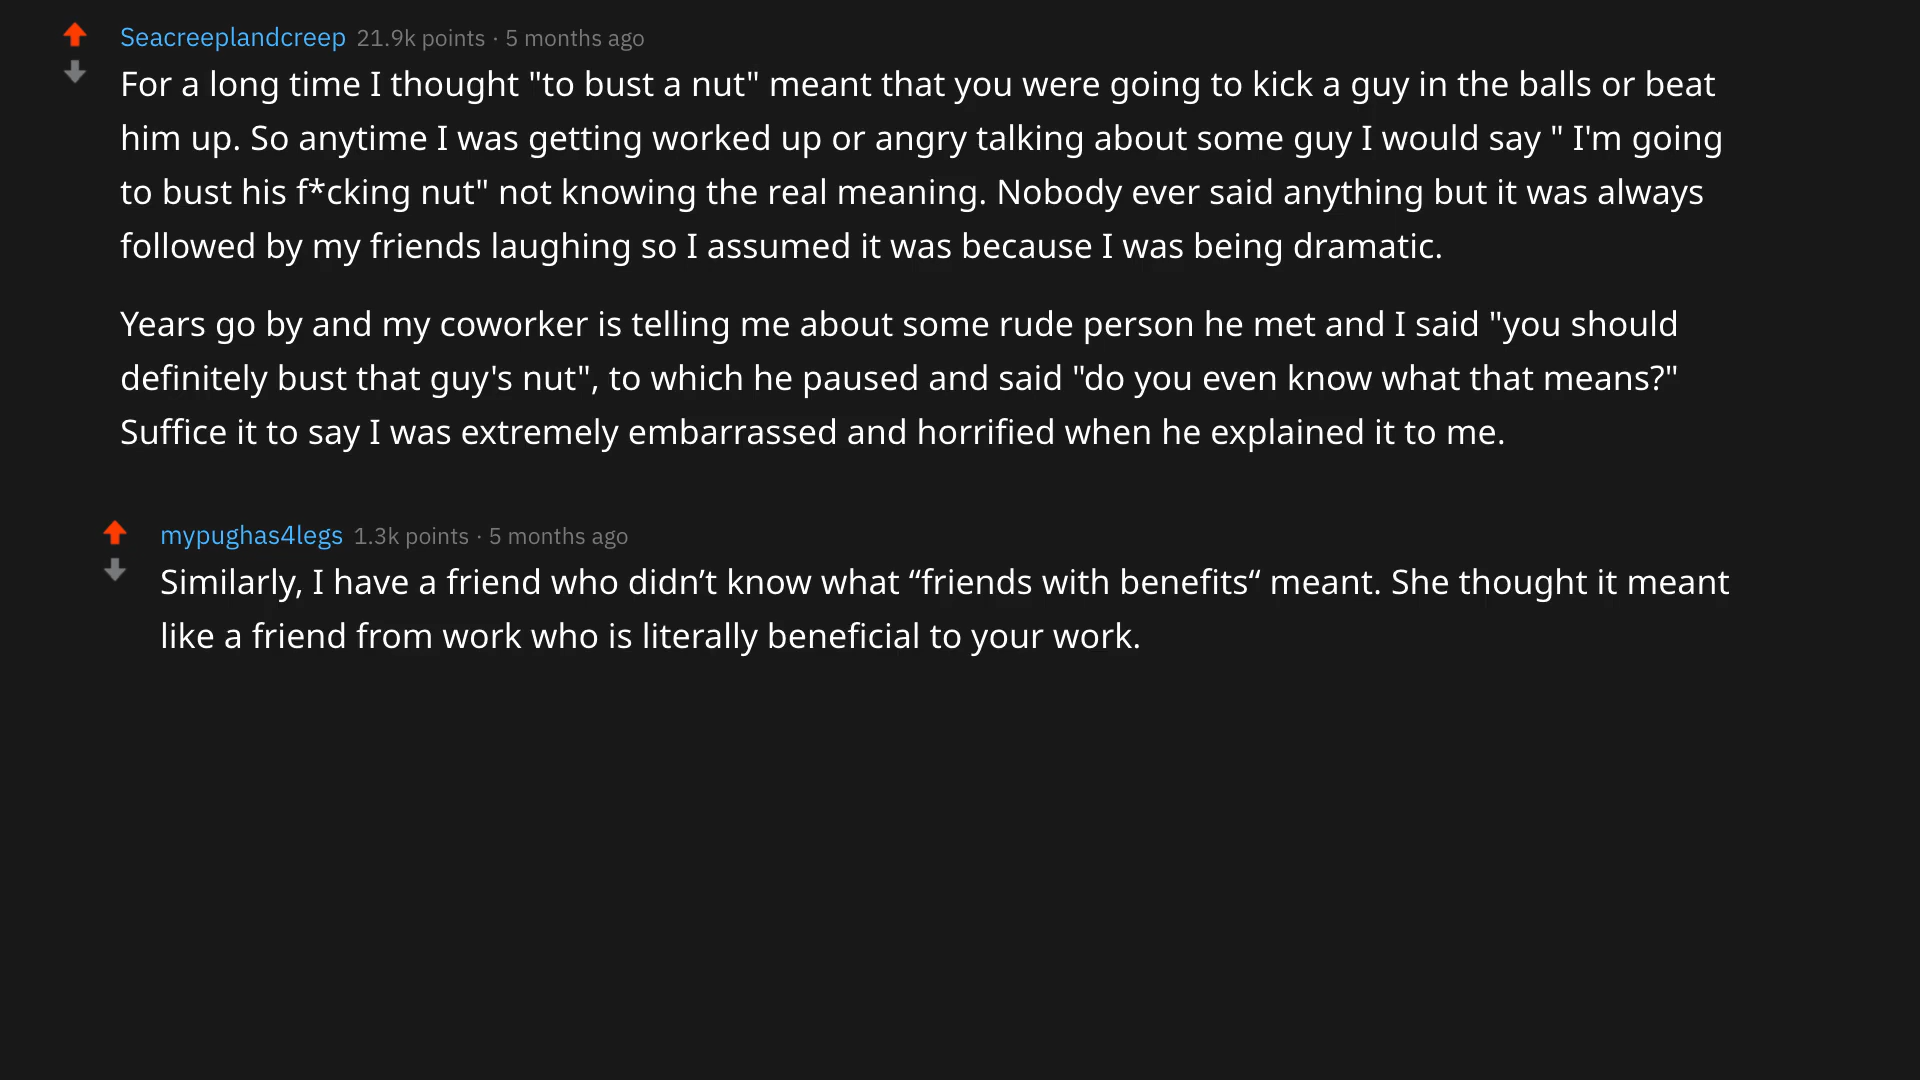 Seacreeplandcreep 21.9k points · 5 months ago
For a long time I thought "to bust a nut" meant that you were going to kick a guy in the balls or beat
him up. So anytime I was getting worked up or angry talking about some guy I would say " I'm going
to bust his f*cking nut" not knowing the real meaning. Nobody ever said anything but it was always
followed by my friends laughing so I assumed it was because I was being dramatic.
Years go by and my coworker is telling me about some rude person he met and I said "you should
definitely bust that guy's nut", to which he paused and said "do you even know what that means?"
Suffice it to say I was extremely embarrassed and horrified when he explained it to me.
mypughas4legs 1.3k points · 5 months ago
Similarly, I have a friend who didn’t know what “friends with benefits“ meant. She thought it meant
like a friend from work who is literally beneficial to your work.